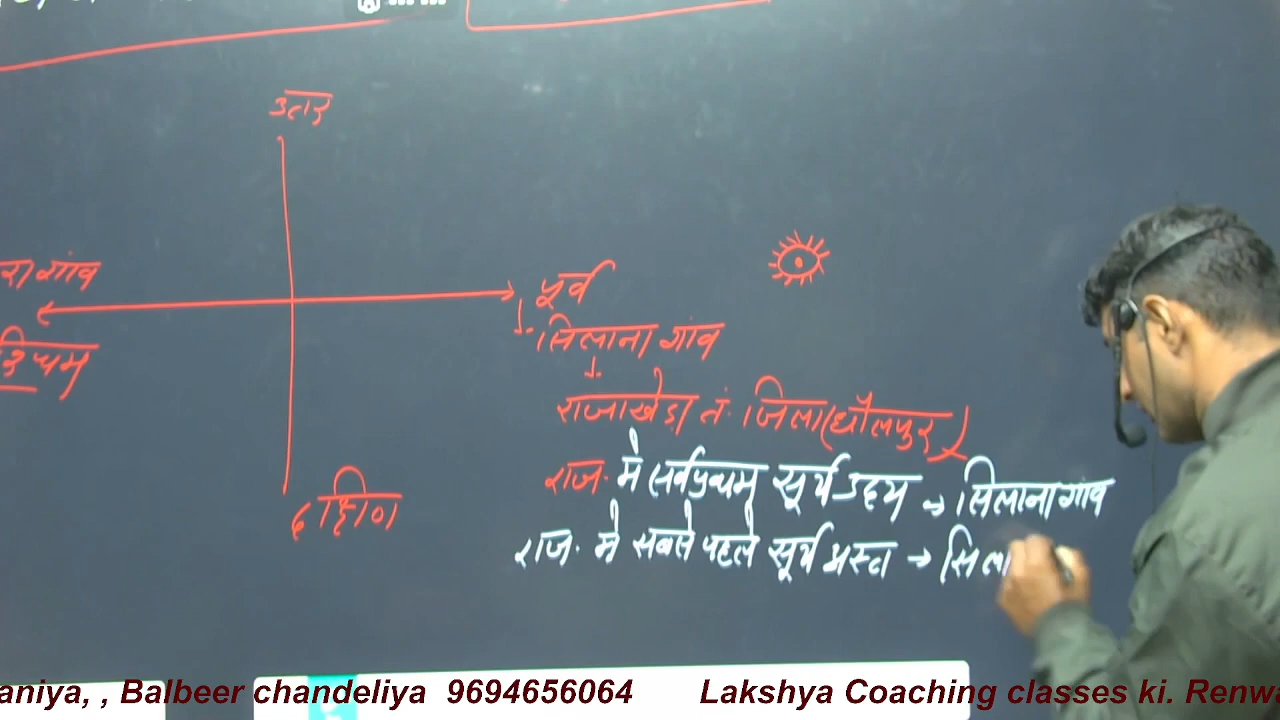 उत्तर
रा गांव
पूर्व
सिलाना गांव
राजाखेड़ा तं. जिला (धौलपुर)
राज. मे सर्वप्रथम सूर्य उदय → सिलाना गांव
राज. मे सबसे पहले सूर्य अस्त → सिला
दक्षिण
aniya, , Balbeer chandeliya 9694656064 Lakshya Coaching classes ki. Renw